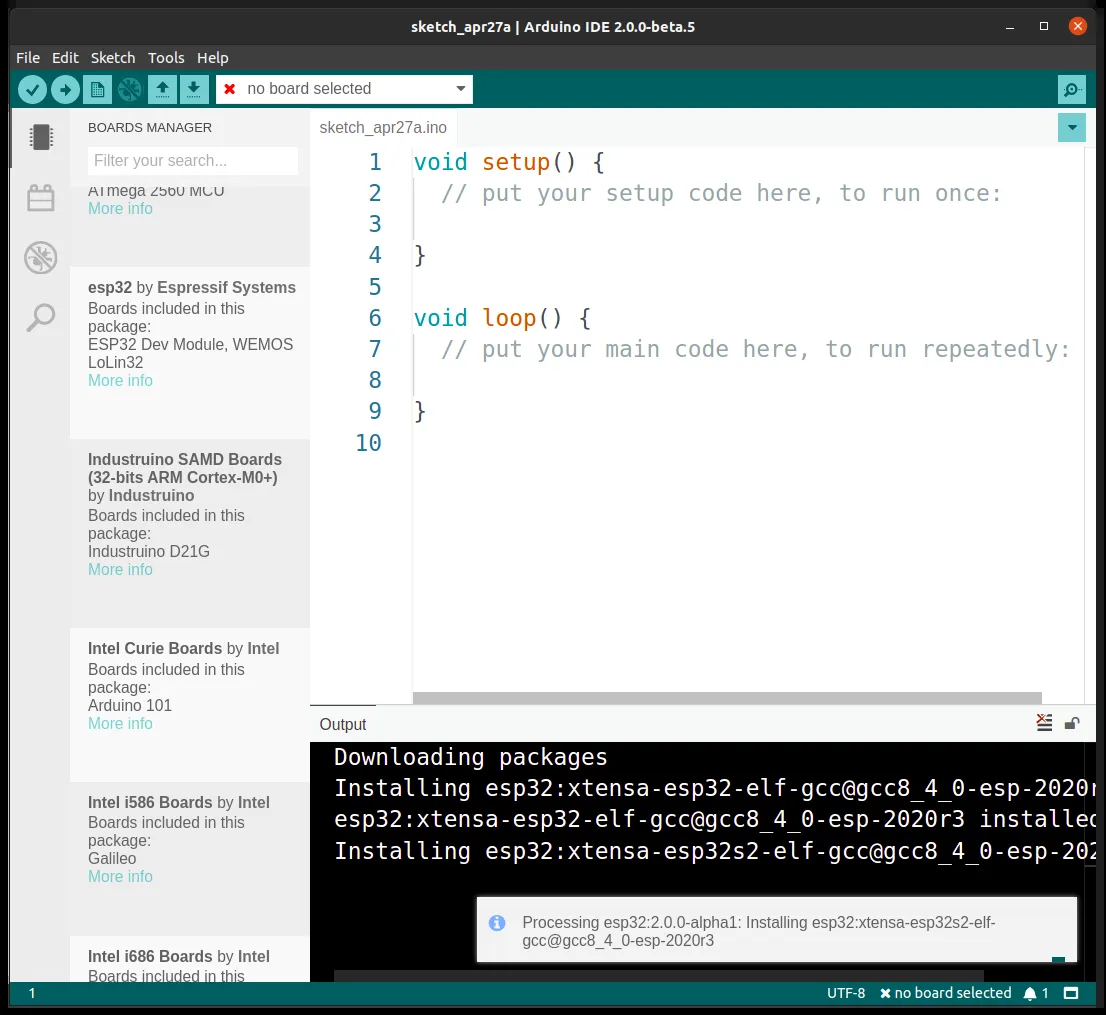 sketch_apr27a | Arduino IDE 2.0.0-beta.5
File Edit Sketch Tools Help
no board selected
BOARDS MANAGER
Filter your search...
ATmega 2560 MCU
More info
esp32 by Espressif Systems
Boards included in this
package:
ESP32 Dev Module, WEMOS
LoLin32
More info
Industruino SAMD Boards
(32-bits ARM Cortex-M0+)
by Industruino
Boards included in this
package:
Industruino D21G
More info
Intel Curie Boards by Intel
Boards included in this
package:
Arduino 101
More info
Intel i586 Boards by Intel
Boards included in this
package:
Galileo
More info
Intel i686 Boards by Intel
Boards included in this
sketch_apr27a.ino
1 void setup() {
2 // put your setup code here, to run once:
3
4 }
5
6 void loop() {
7 // put your main code here, to run repeatedly:
8
9 }
10
Output
Downloading packages
Installing esp32:xtensa-esp32-elf-gcc@gcc8_4_0-esp-2020r
esp32:xtensa-esp32-elf-gcc@gcc8_4_0-esp-2020r3 installed
Installing esp32:xtensa-esp32s2-elf-gcc@gcc8_4_0-esp-202
Processing esp32:2.0.0-alpha1: Installing esp32:xtensa-esp32s2-elf-
gcc@gcc8_4_0-esp-2020r3
1 UTF-8 no board selected 1